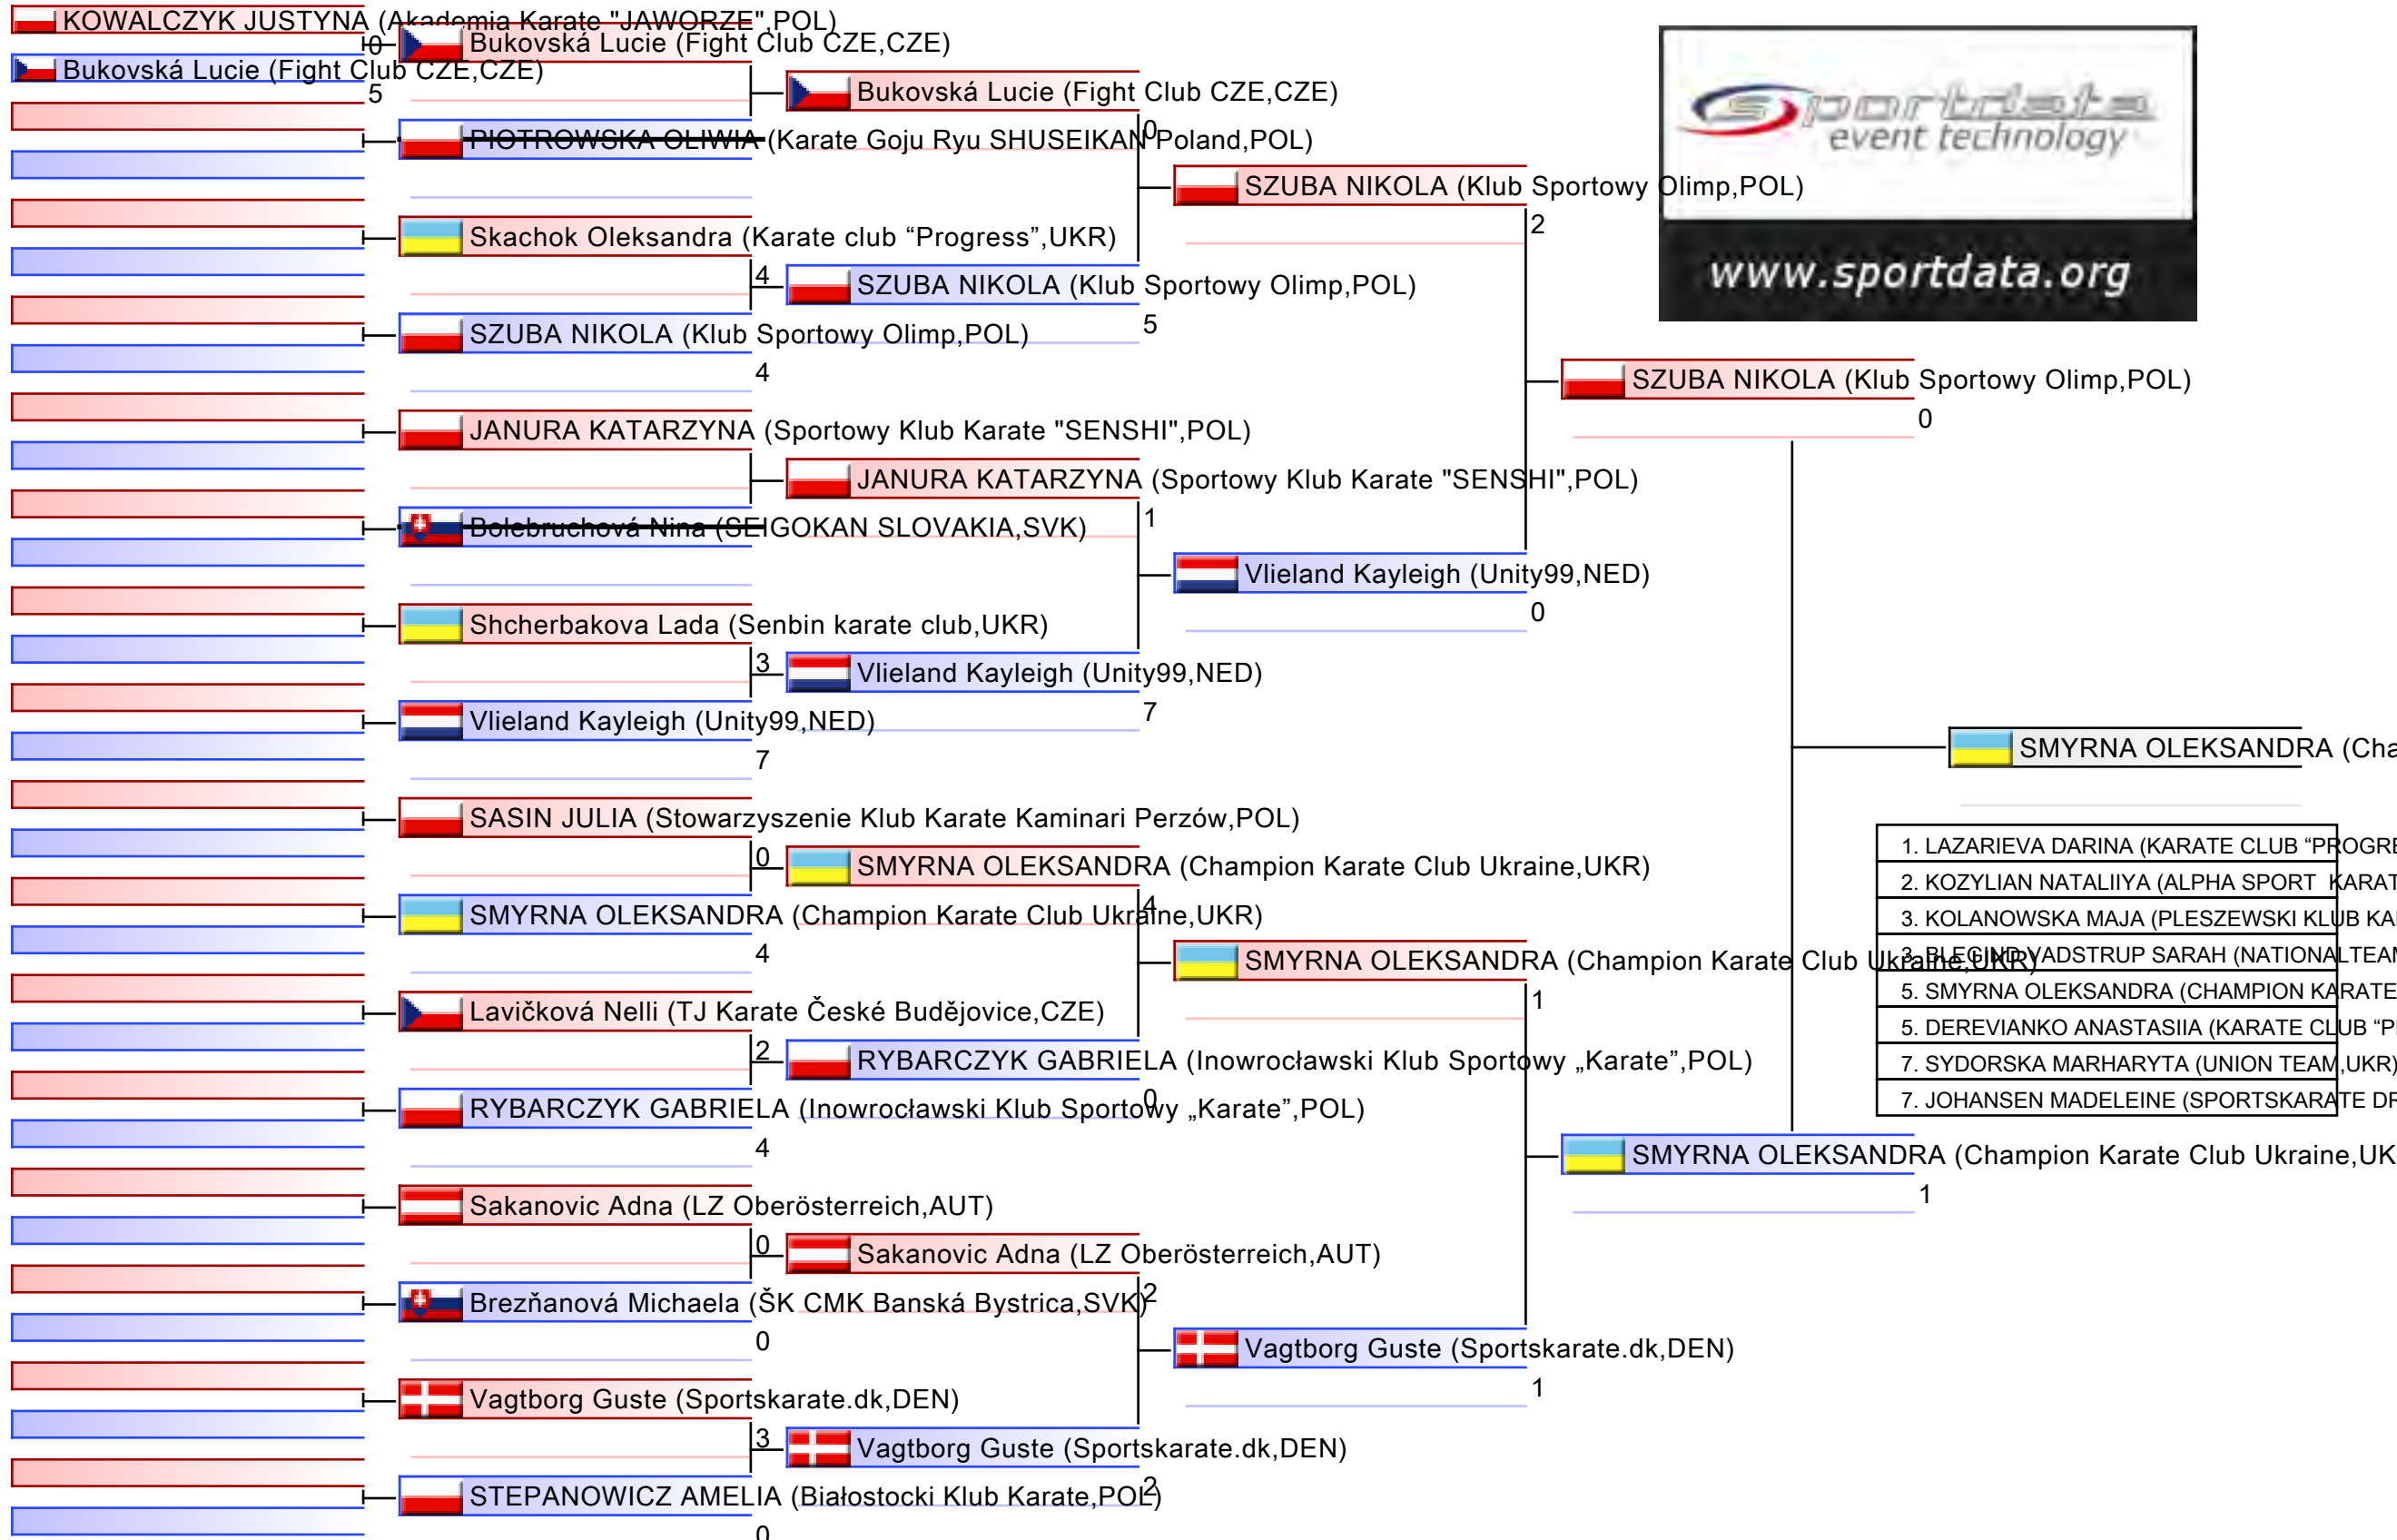 KOWALCZYK JUSTYNA (Akademia Karate "JAWORZE",POL)
0
Bukovská Lucie (Fight Club CZE,CZE)
5
Bukovská Lucie (Fight Club CZE,CZE)
PIOTROWSKA OLIWIA (Karate Goju Ryu SHUSEIKAN Poland,POL)
Skachok Oleksandra (Karate club “Progress”,UKR)
4
SZUBA NIKOLA (Klub Sportowy Olimp,POL)
4
JANURA KATARZYNA (Sportowy Klub Karate "SENSHI",POL)
Bolebruchová Nina (SEIGOKAN SLOVAKIA,SVK)
Shcherbakova Lada (Senbin karate club,UKR)
3
Vlieland Kayleigh (Unity99,NED)
7
SASIN JULIA (Stowarzyszenie Klub Karate Kaminari Perzów,POL)
0
SMYRNA OLEKSANDRA (Champion Karate Club Ukraine,UKR)
4
Lavičková Nelli (TJ Karate České Budějovice,CZE)
2
RYBARCZYK GABRIELA (Inowrocławski Klub Sportowy „Karate”,POL)
4
Sakanovic Adna (LZ Oberösterreich,AUT)
0
Brezňanová Michaela (ŠK CMK Banská Bystrica,SVK)
0
Vagtborg Guste (Sportskarate.dk,DEN)
3
STEPANOWICZ AMELIA (Białostocki Klub Karate,POL)
0
Bukovská Lucie (Fight Club CZE,CZE)
0
SZUBA NIKOLA (Klub Sportowy Olimp,POL)
5
JANURA KATARZYNA (Sportowy Klub Karate "SENSHI",POL)
1
Vlieland Kayleigh (Unity99,NED)
7
SMYRNA OLEKSANDRA (Champion Karate Club Ukraine,UKR)
4
RYBARCZYK GABRIELA (Inowrocławski Klub Sportowy „Karate”,POL)
0
Sakanovic Adna (LZ Oberösterreich,AUT)
2
Vagtborg Guste (Sportskarate.dk,DEN)
2
SZUBA NIKOLA (Klub Sportowy Olimp,POL)
2
Vlieland Kayleigh (Unity99,NED)
0
SMYRNA OLEKSANDRA (Champion Karate Club Ukraine,UKR)
1
Vagtborg Guste (Sportskarate.dk,DEN)
1
SZUBA NIKOLA (Klub Sportowy Olimp,POL)
0
SMYRNA OLEKSANDRA (Champion Karate Club Ukraine,UK
1
sportdata
event technology
www.sportdata.org
SMYRNA OLEKSANDRA (Cha
1. LAZARIEVA DARINA (KARATE CLUB “PROGRE
2. KOZYLIAN NATALIIYA (ALPHA SPORT KARAT
3. KOLANOWSKA MAJA (PLESZEWSKI KLUB KA
3. BLEGIND VADSTRUP SARAH (NATIONALTEAM
5. SMYRNA OLEKSANDRA (CHAMPION KARATE
5. DEREVIANKO ANASTASIIA (KARATE CLUB “P
7. SYDORSKA MARHARYTA (UNION TEAM,UKR)
7. JOHANSEN MADELEINE (SPORTSKARATE DR